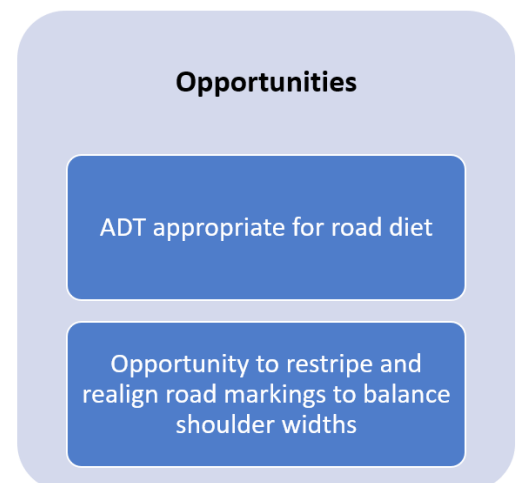 Opportunities
ADT appropriate for road diet
Opportunity to restripe and
realign road markings to balance
shoulder widths